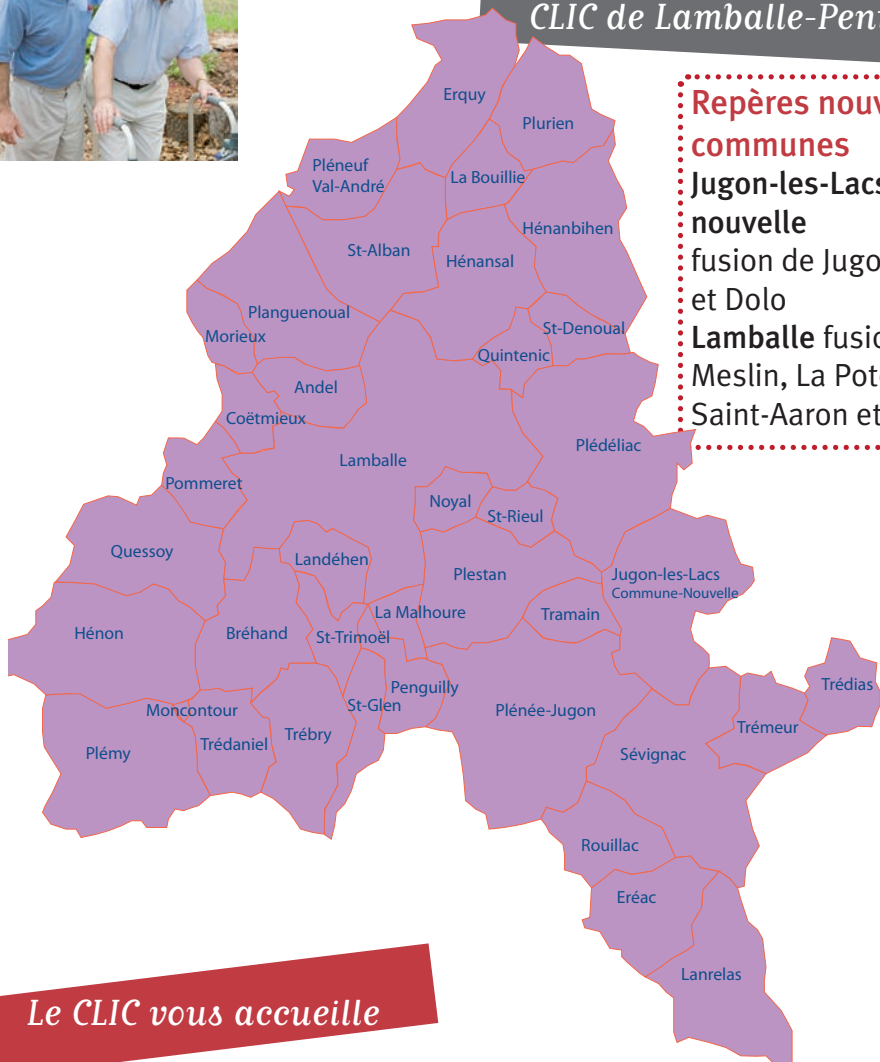 CLIC de Lamballe-Pent
Repères nouv
communes
Jugon-les-Lacs
nouvelle
fusion de Jugo
et Dolo
Lamballe fusio
Meslin, La Pote
Saint-Aaron et
Erquy
Plurien
Pléneuf
Val-André
La Bouillie
Hénanbihen
St-Alban
Hénansal
Planguenoual
Morieux
St-Denoual
Quintenic
Andel
Coëtmieux
Plédéliac
Lamballe
Pommeret
Noyal
St-Rieul
Quessoy
Landéhen
Plestan
Jugon-les-Lacs
Commune-Nouvelle
La Malhoure
Tramain
Hénon
Bréhand
St-Trimoël
Penguilly
Trédias
St-Glen
Moncontour
Plénée-Jugon
Trémeur
Trébry
Trédaniel
Plémy
Sévignac
Rouillac
Eréac
Lanrelas
Le CLIC vous accueille